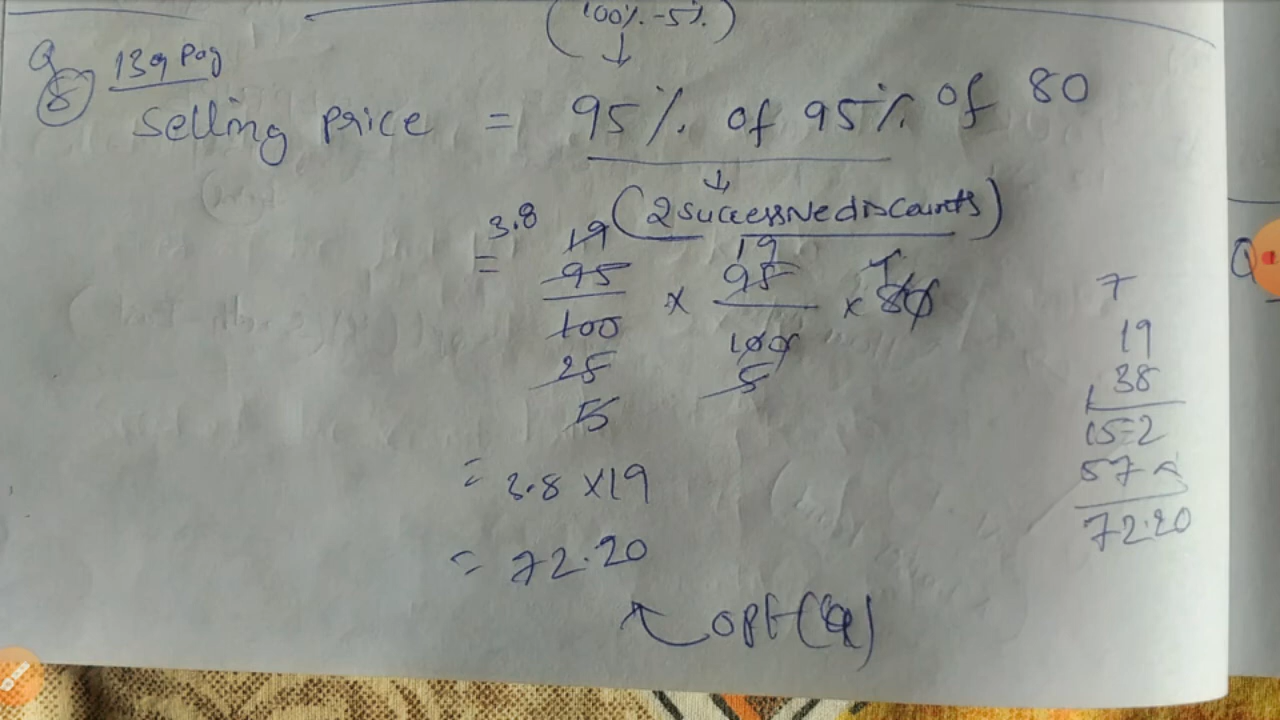 (100%-5%)
↓
Q 8 139 Pag
Selling price = 95% of 95% of 80
↓
3.8 (2 successive discounts)
19 19
= 95/100 × 95/100 × 80
25 5
5
= 3.8 × 19
= 72.20
opt (a)
7
19
38
152
57×
72.20
Q